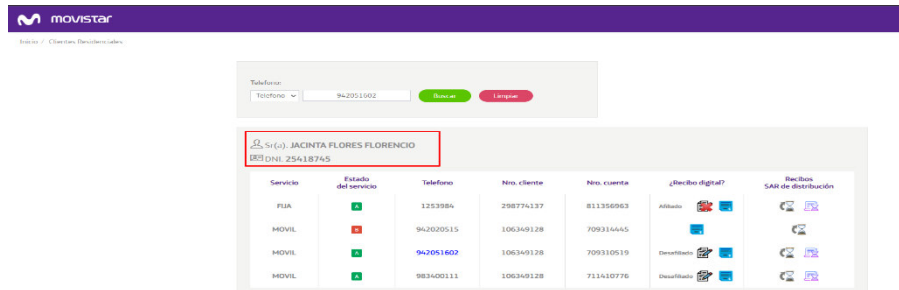 movistar
Inicio / Clientes Residenciales
Telefono:
Telefono 942051602 Buscar Limpiar
Sr(a). JACINTA FLORES FLORENCIO
DNI. 25418745
Servicio Estado del servicio Telefono Nro. cliente Nro. cuenta ¿Recibo digital? Recibos SAR de distribución
FIJA A 1253984 298774137 811356963 Afiliado
MOVIL 942020515 106349128 709314445
MOVIL A 942051602 106349128 709310519 Desafiliado
MOVIL A 983400111 106349128 711410776 Desafiliado